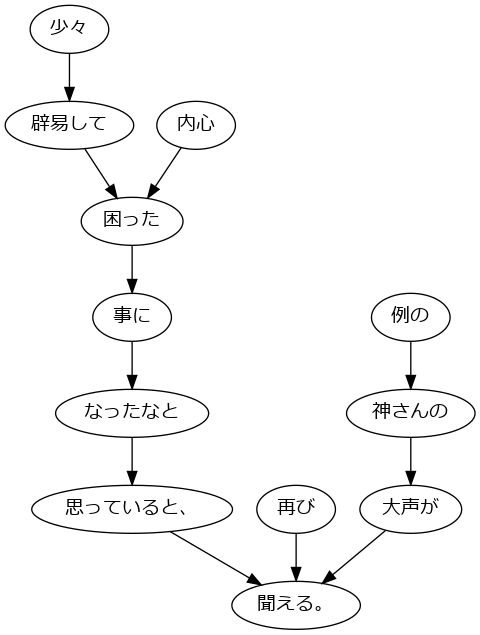 少々
辟易して
内心
困った
事に
例の
なったなと
神さんの
思っていると、
再び
大声が
聞える。